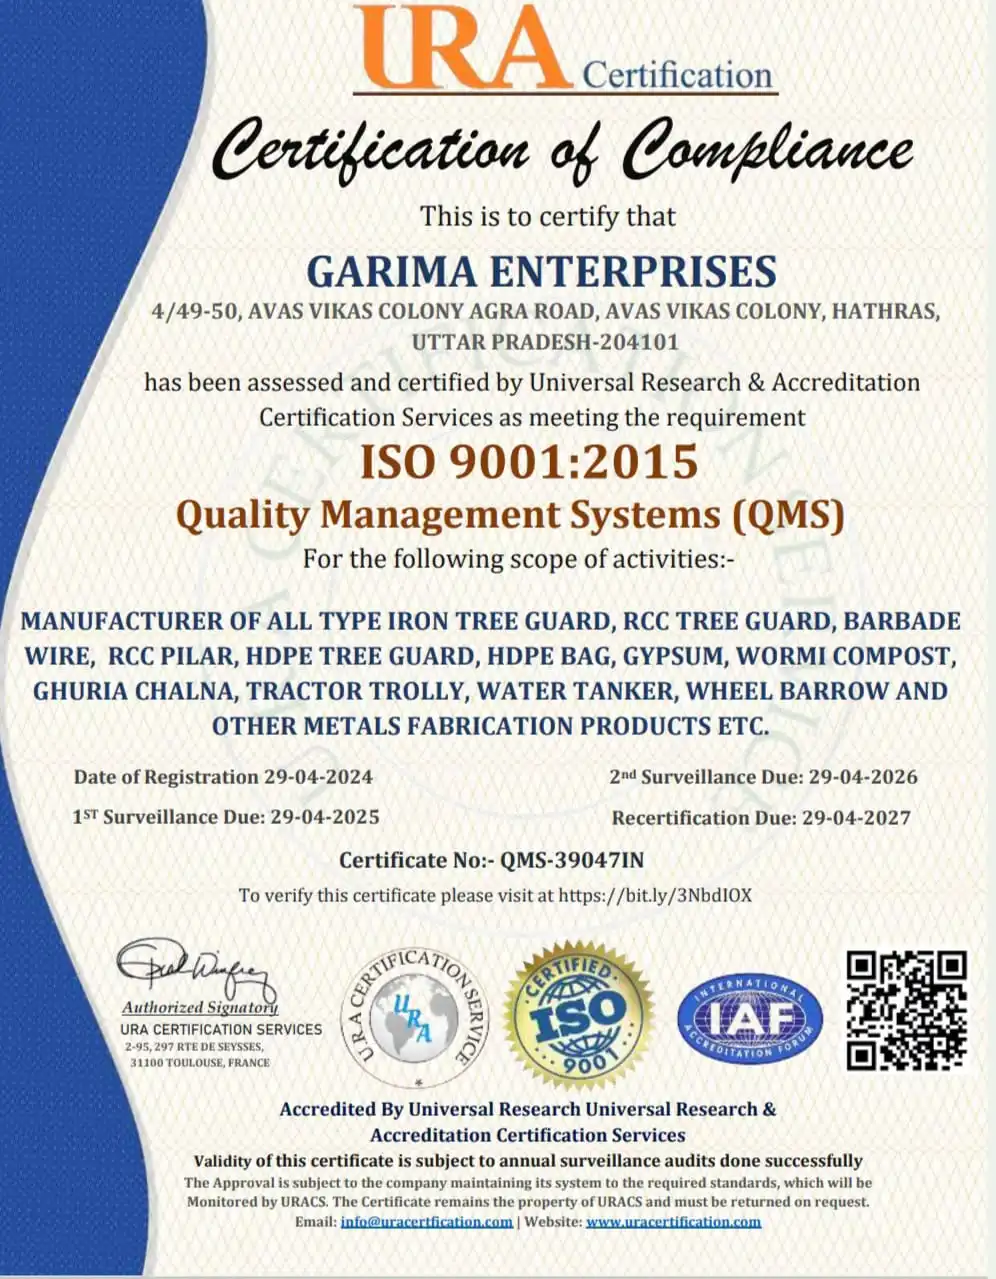 URA Certification
Certification of Compliance
This is to certify that
GARIMA ENTERPRISES
4/49-50, AVAS VIKAS COLONY AGRA ROAD, AVAS VIKAS COLONY, HATHRAS,
UTTAR PRADESH-204101
has been assessed and certified by Universal Research & Accreditation
Certification Services as meeting the requirement
ISO 9001:2015
Quality Management Systems (QMS)
For the following scope of activities:-
MANUFACTURER OF ALL TYPE IRON TREE GUARD, RCC TREE GUARD, BARBADE
WIRE, RCC PILAR, HDPE TREE GUARD, HDPE BAG, GYPSUM, WORMI COMPOST,
GHURIA CHALNA, TRACTOR TROLLY, WATER TANKER, WHEEL BARROW AND
OTHER METALS FABRICATION PRODUCTS ETC.
Date of Registration 29-04-2024
2nd Surveillance Due: 29-04-2026
1ST Surveillance Due: 29-04-2025
Recertification Due: 29-04-2027
Certificate No:- QMS-39047IN
To verify this certificate please visit at https://bit.ly/3NbdIOX
Authorized Signatory
URA CERTIFICATION SERVICES
2-95, 297 RTE DE SEYSSES,
31100 TOULOUSE, FRANCE
URA CERTIFICATION SERVICE
URA
CERTIFIED
ISO
9001
INTERNATIONAL
IAF
ACCREDITATION FORUM
Accredited By Universal Research Universal Research &
Accreditation Certification Services
Validity of this certificate is subject to annual surveillance audits done successfully
The Approval is subject to the company maintaining its system to the required standards, which will be
Monitored by URACS. The Certificate remains the property of URACS and must be returned on request.
Email: info@uracertfication.com | Website: www.uracertification.com